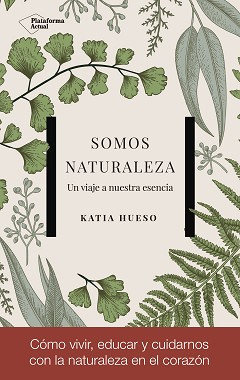 Plataforma
Actual
SOMOS
NATURALEZA
Un viaje a nuestra esencia
KATIA HUESO
Cómo vivir, educar y cuidarnos
con la naturaleza en el corazón